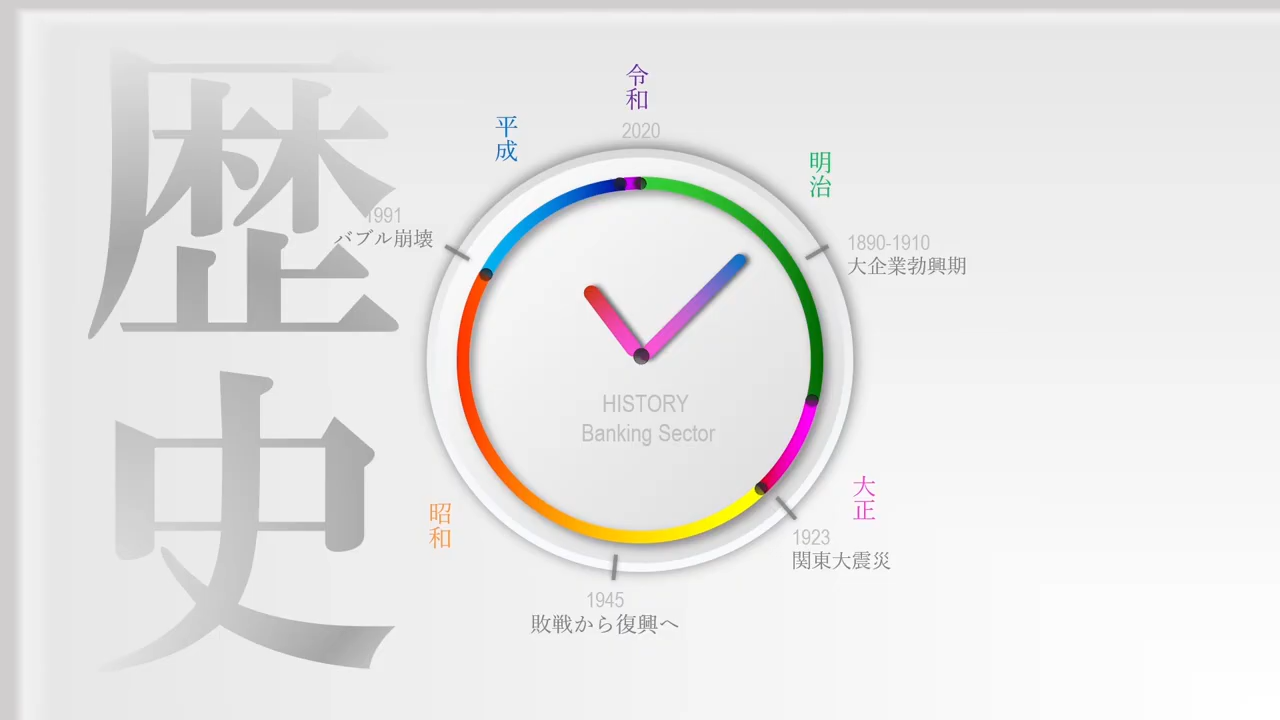 歴史
令和
2020
平成
明治
1991
バブル崩壊
1890-1910
大企業勃興期
HISTORY
Banking Sector
昭和
大正
1923
関東大震災
1945
敗戦から復興へ